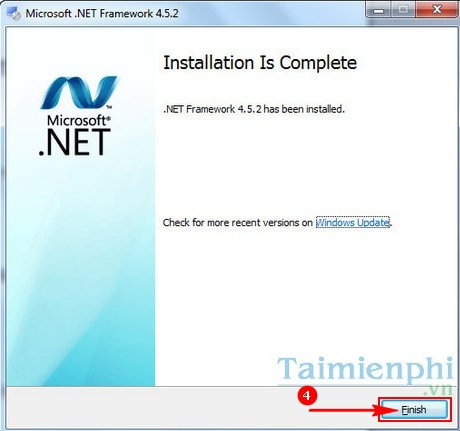 Microsoft .NET Framework 4.5.2
Installation Is Complete
.NET Framework 4.5.2 has been installed.
Microsoft®
.NET
Check for more recent versions on Windows Update.
Taimienphi
.vn
4
Finish